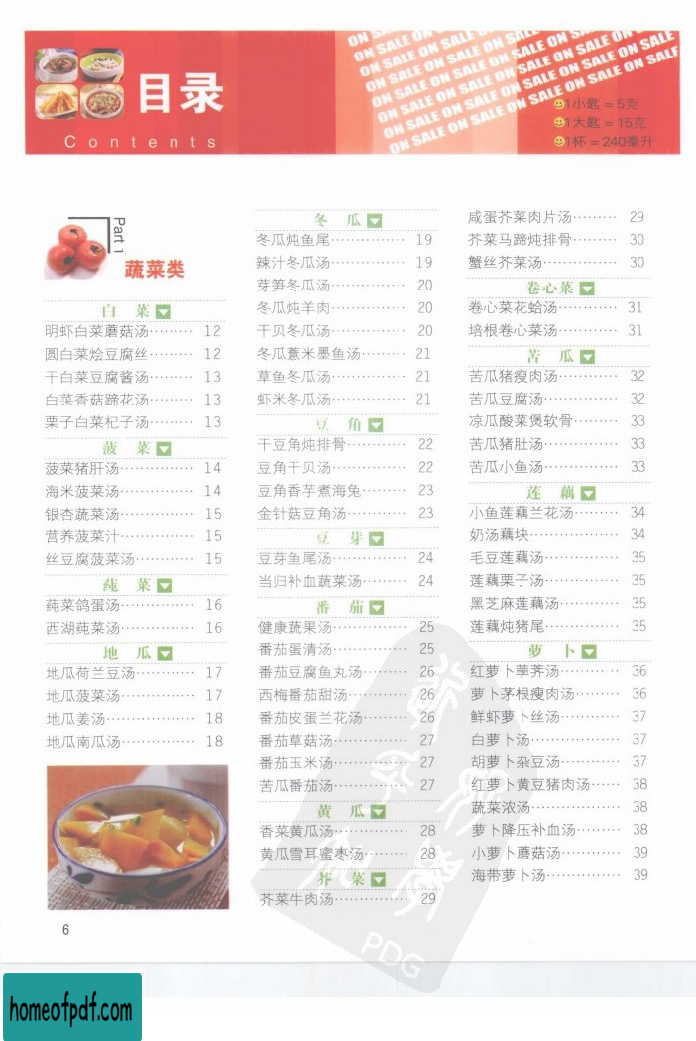 目录
Contents
ON SALE ON SALE ON SALE ON SALE
1小匙 = 5克
1大匙 = 15克
1杯 = 240毫升
Part 1
蔬菜类
白 菜
明虾白菜蘑菇汤········· 12
圆白菜烩豆腐丝········· 12
干白菜豆腐酱汤········· 13
白菜香菇蹄花汤········· 13
栗子白菜杞子汤········· 13
菠 菜
菠菜猪肝汤··············· 14
海米菠菜汤··············· 14
银杏蔬菜汤··············· 15
营养菠菜汁··············· 15
丝豆腐菠菜汤············ 15
莼 菜
莼菜鸽蛋汤··············· 16
西湖莼菜汤··············· 16
地 瓜
地瓜荷兰豆汤············ 17
地瓜菠菜汤··············· 17
地瓜姜汤·················· 18
地瓜南瓜汤··············· 18
冬 瓜
冬瓜炖鱼尾··············· 19
辣汁冬瓜汤··············· 19
芽笋冬瓜汤··············· 20
冬瓜炖羊肉··············· 20
干贝冬瓜汤··············· 20
冬瓜薏米墨鱼汤········· 21
草鱼冬瓜汤··············· 21
虾米冬瓜汤··············· 21
豆 角
干豆角炖排骨············ 22
豆角干贝汤··············· 22
豆角香芋煮海兔········· 23
金针菇豆角汤············ 23
豆 芽
豆芽鱼尾汤··············· 24
当归补血蔬菜汤········· 24
番 茄
健康蔬果汤··············· 25
番茄蛋清汤··············· 25
番茄豆腐鱼丸汤········· 26
西梅番茄甜汤············ 26
番茄皮蛋兰花汤········· 26
番茄草菇汤··············· 27
番茄玉米汤··············· 27
苦瓜番茄汤··············· 27
黄 瓜
香菜黄瓜汤··············· 28
黄瓜雪耳蜜枣汤········· 28
芥 菜
芥菜牛肉汤··············· 29
咸蛋芥菜肉片汤········· 29
芥菜马蹄炖排骨········· 30
蟹丝芥菜汤··············· 30
卷心菜
卷心菜花蛤汤············ 31
培根卷心菜汤············ 31
苦 瓜
苦瓜猪瘦肉汤············ 32
苦瓜豆腐汤··············· 32
凉瓜酸菜煲软骨········· 33
苦瓜猪肚汤··············· 33
苦瓜小鱼汤··············· 33
莲 藕
小鱼莲藕兰花汤········· 34
奶汤藕块·················· 34
毛豆莲藕汤··············· 35
莲藕栗子汤··············· 35
黑芝麻莲藕汤············ 35
莲藕炖猪尾··············· 35
萝 卜
红萝卜荸荠汤············ 36
萝卜茅根瘦肉汤········· 36
鲜虾萝卜丝汤············ 37
白萝卜汤·················· 37
胡萝卜杂豆汤············ 37
红萝卜黄豆猪肉汤······ 38
蔬菜浓汤·················· 38
萝卜降压补血汤········· 38
小萝卜蘑菇汤············ 39
海带萝卜汤··············· 39
6
PDG
homeofpdf.com